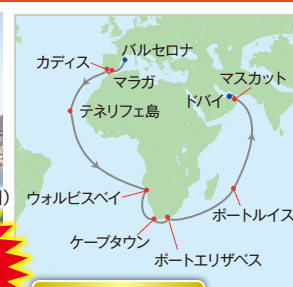 バルセロナ
カディス
マラガ
マスカット
ドバイ
テネリフェ島
ウォルビスベイ
ポートルイス
ケープタウン
ポートエリザベス
)